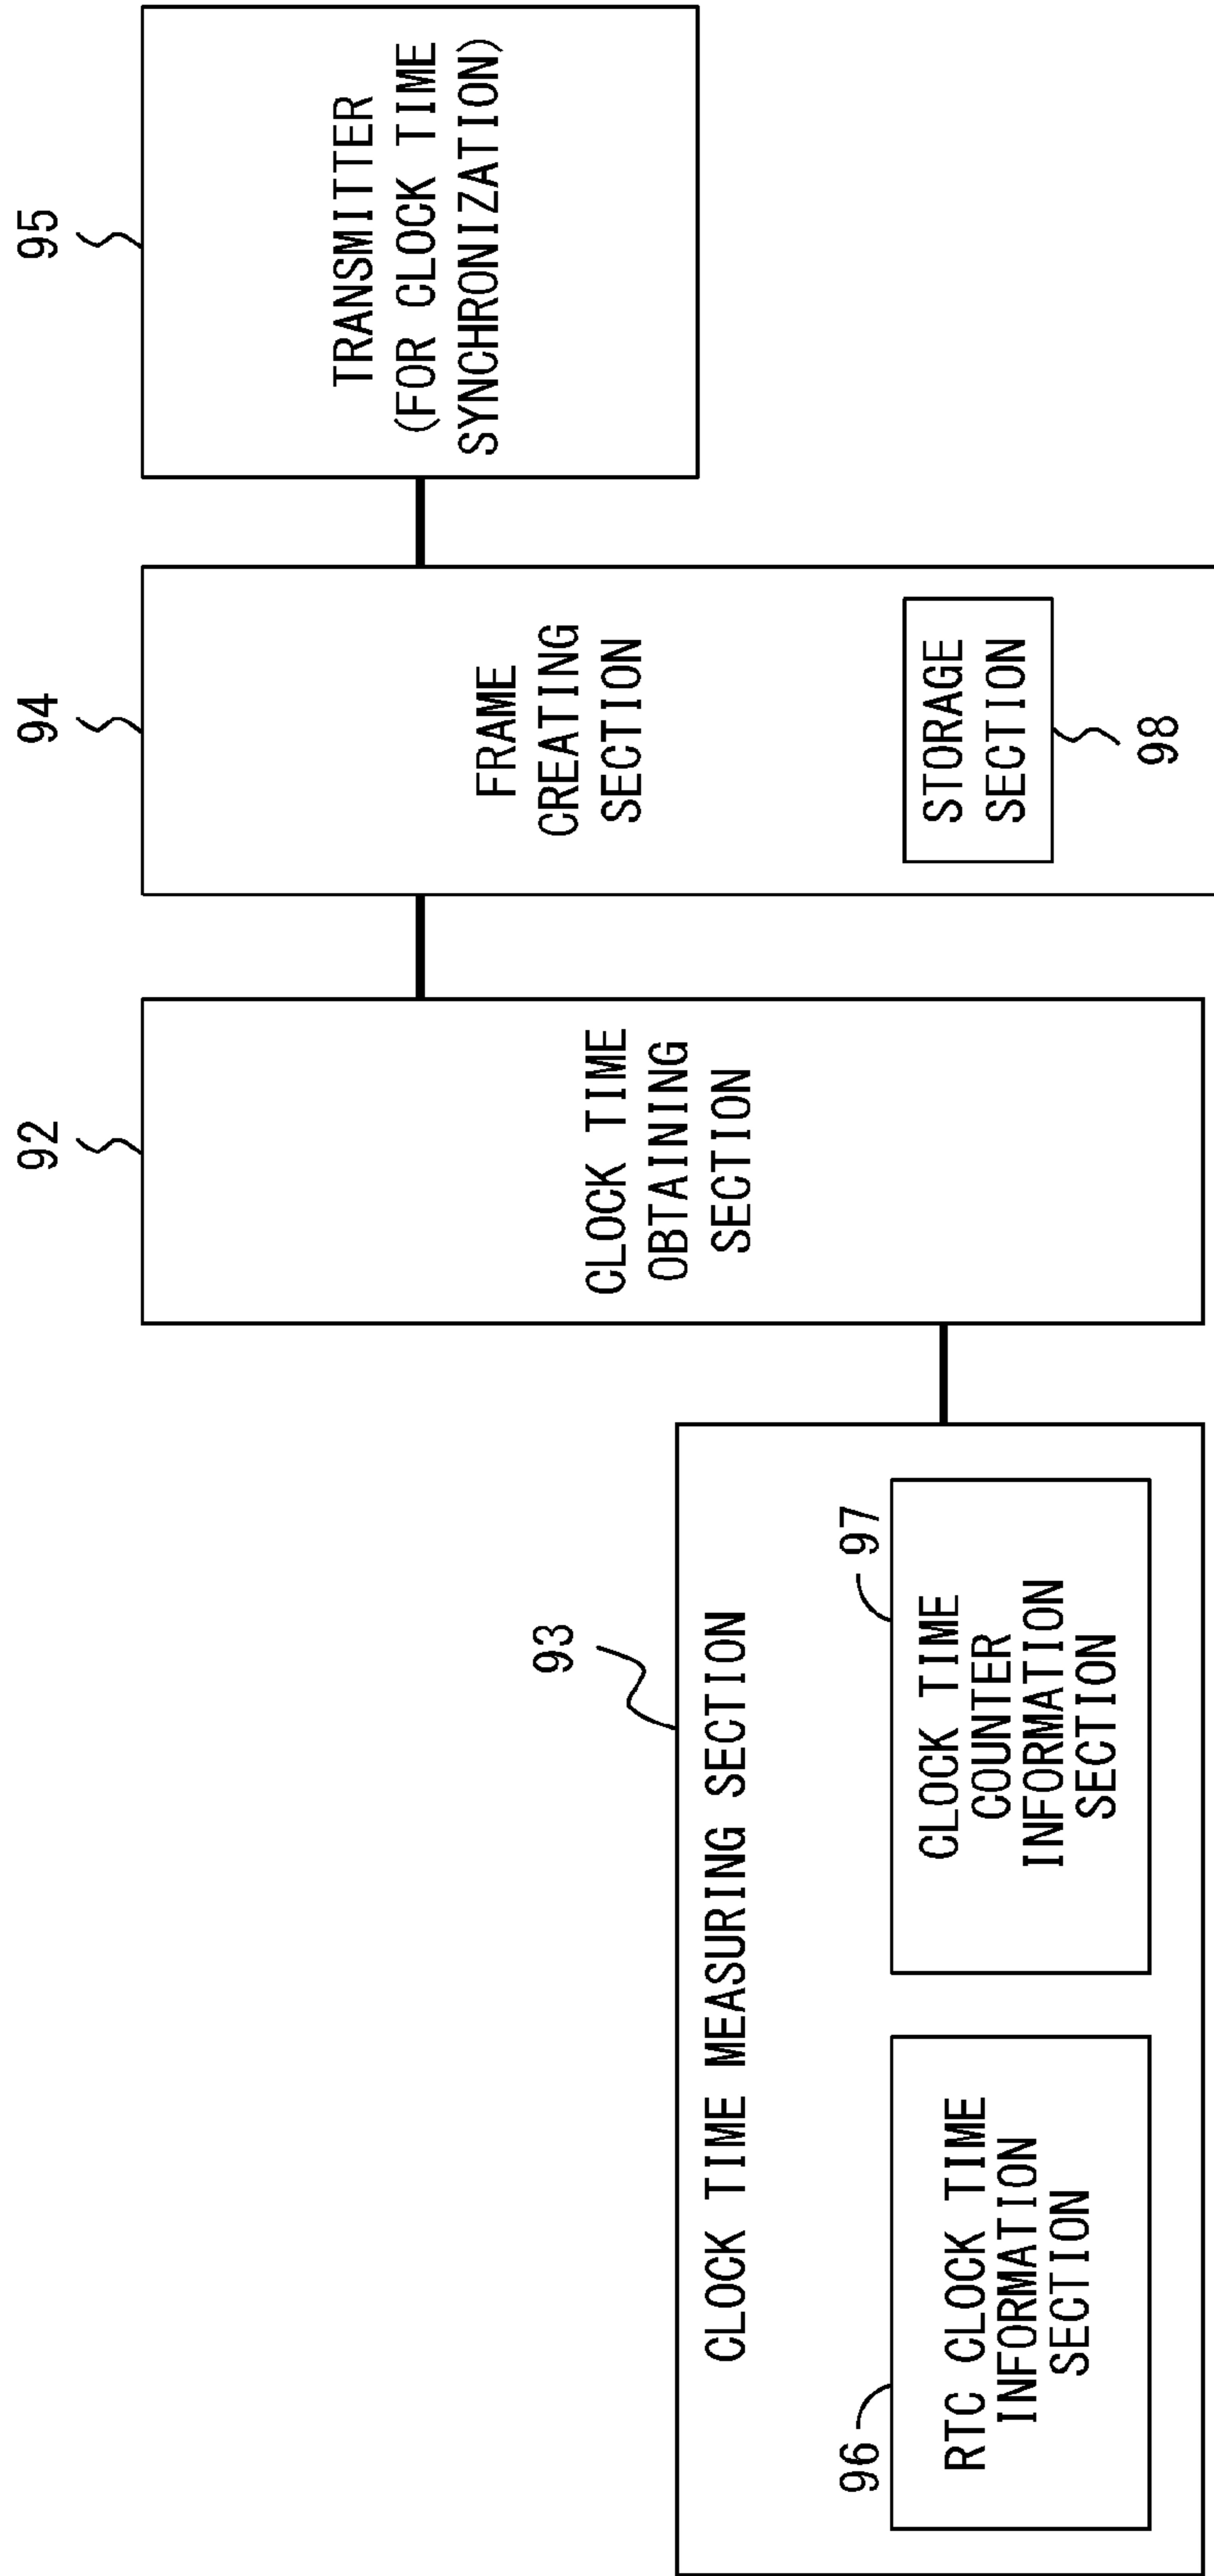 92
94
95
CLOCK TIME
OBTAINING
SECTION
FRAME
CREATING
SECTION
STORAGE
SECTION
98
TRANSMITTER
(FOR CLOCK TIME
SYNCHRONIZATION)
93
CLOCK TIME MEASURING SECTION
96
RTC CLOCK TIME
INFORMATION
SECTION
97
CLOCK TIME
COUNTER
INFORMATION
SECTION